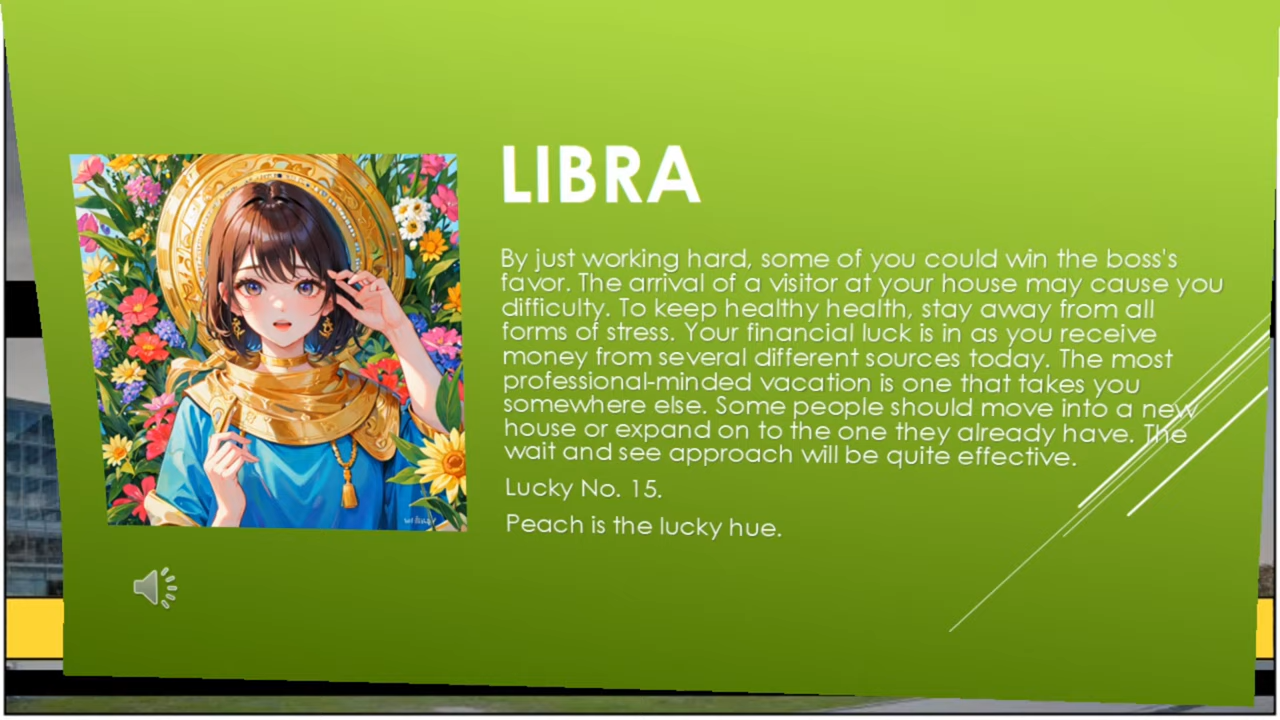 LIBRA
By just working hard, some of you could win the boss's
favor. The arrival of a visitor at your house may cause you
difficulty. To keep healthy health, stay away from all
forms of stress. Your financial luck is in as you receive
money from several different sources today. The most
professional-minded vacation is one that takes you
somewhere else. Some people should move into a new
house or expand on to the one they already have. The
wait and see approach will be quite effective.
Lucky No. 15.
Peach is the lucky hue.